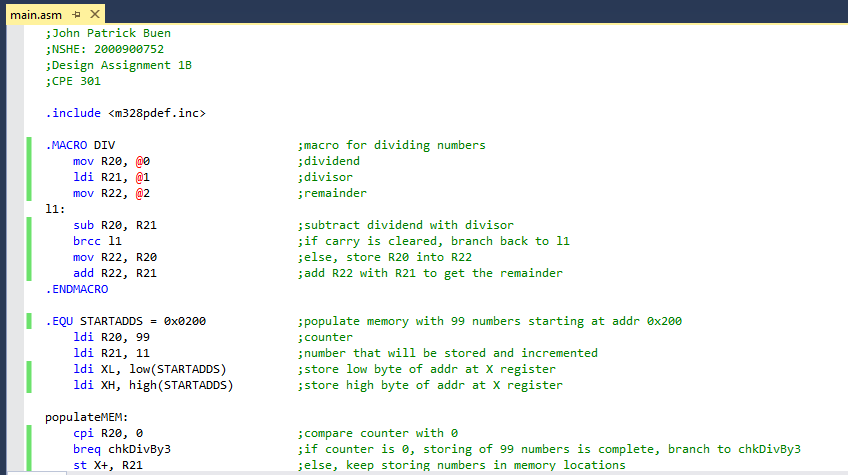 main.asm
;John Patrick Buen
;NSHE: 2000900752
;Design Assignment 1B
;CPE 301
.include <m328pdef.inc>
.MACRO DIV ;macro for dividing numbers
mov R20, @0 ;dividend
ldi R21, @1 ;divisor
mov R22, @2 ;remainder
l1:
sub R20, R21 ;subtract dividend with divisor
brcc l1 ;if carry is cleared, branch back to l1
mov R22, R20 ;else, store R20 into R22
add R22, R21 ;add R22 with R21 to get the remainder
.ENDMACRO
.EQU STARTADDS = 0x0200 ;populate memory with 99 numbers starting at addr 0x200
ldi R20, 99 ;counter
ldi R21, 11 ;number that will be stored and incremented
ldi XL, low(STARTADDS) ;store low byte of addr at X register
ldi XH, high(STARTADDS) ;store high byte of addr at X register
populateMEM:
cpi R20, 0 ;compare counter with 0
breq chkDivBy3 ;if counter is 0, storing of 99 numbers is complete, branch to chkDivBy3
st X+, R21 ;else, keep storing numbers in memory locations